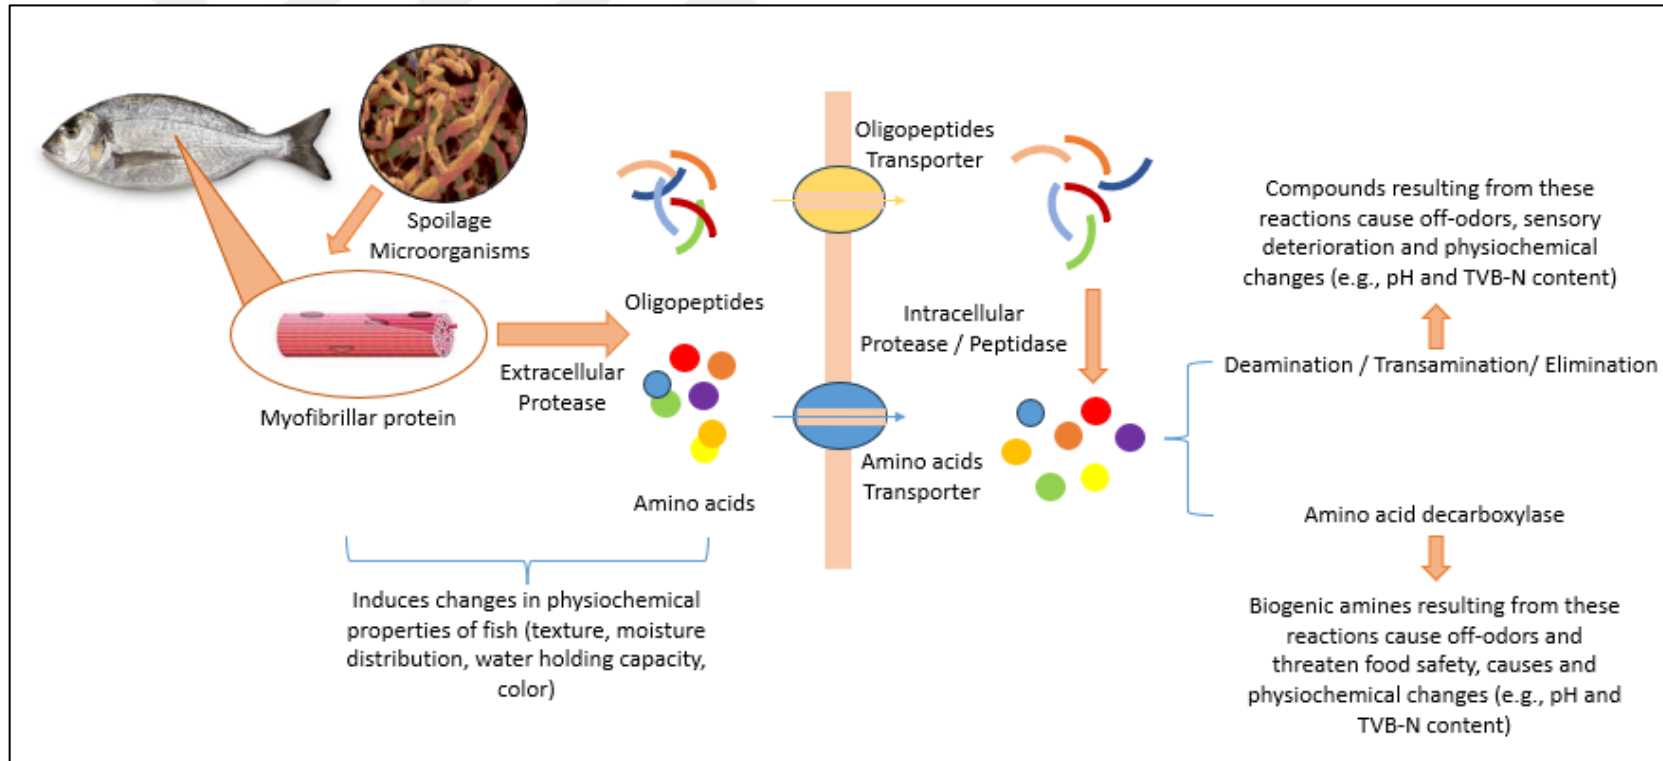 Spoilage
Microorganisms
Myofibrillar protein
Extracellular
Protease
Oligopeptides
Amino acids
Induces changes in physiochemical
properties of fish (texture, moisture
distribution, water holding capacity,
color)
Oligopeptides
Transporter
Intracellular
Protease / Peptidase
Amino acids
Transporter
Compounds resulting from these
reactions cause off-odors, sensory
deterioration and physiochemical
changes (e.g., pH and TVB-N content)
Deamination / Transamination/ Elimination
Amino acid decarboxylase
Biogenic amines resulting from these
reactions cause off-odors and
threaten food safety, causes and
physiochemical changes (e.g., pH and
TVB-N content)